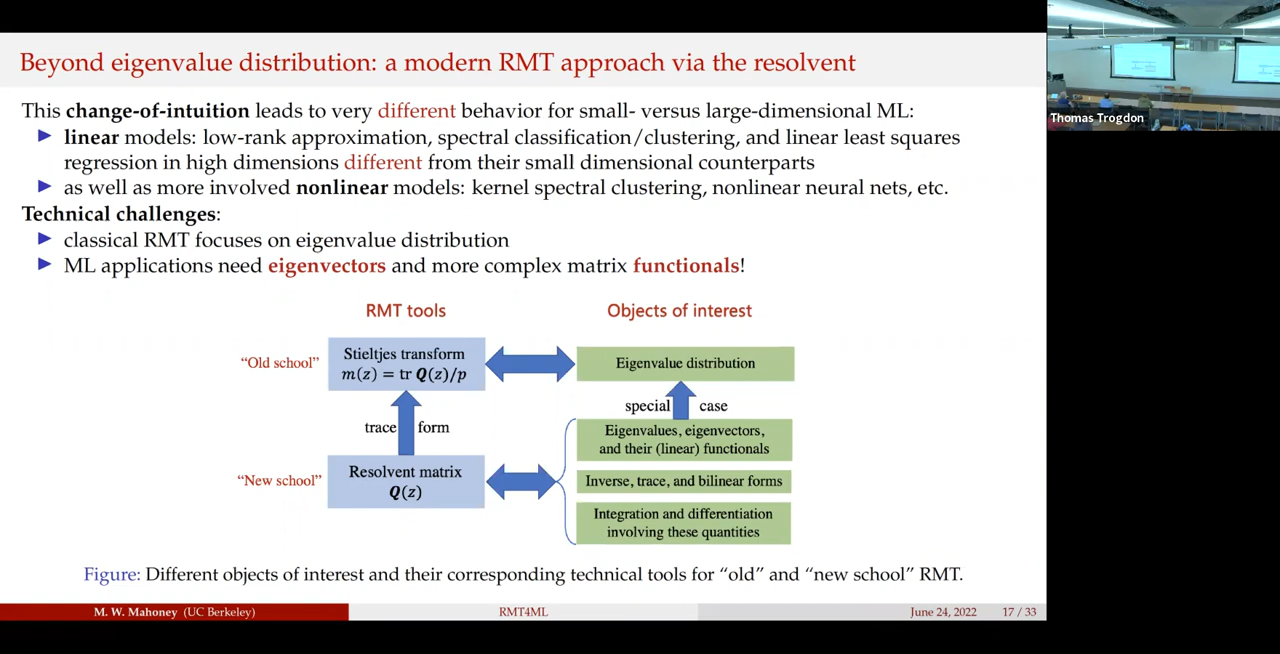 Beyond eigenvalue distribution: a modern RMT approach via the resolvent
Thomas Trogdon
This change-of-intuition leads to very different behavior for small- versus large-dimensional ML:
linear models: low-rank approximation, spectral classification/clustering, and linear least squares
regression in high dimensions different from their small dimensional counterparts
as well as more involved nonlinear models: kernel spectral clustering, nonlinear neural nets, etc.
Technical challenges:
classical RMT focuses on eigenvalue distribution
ML applications need eigenvectors and more complex matrix functionals!
RMT tools
Objects of interest
"Old school"
Stieltjes transform
m(z) = tr Q(z)/p
Eigenvalue distribution
trace form
special case
Eigenvalues, eigenvectors,
and their (linear) functionals
"New school"
Resolvent matrix
Q(z)
Inverse, trace, and bilinear forms
Integration and differentiation
involving these quantities
Figure: Different objects of interest and their corresponding technical tools for "old" and "new school" RMT.
M. W. Mahoney (UC Berkeley)
RMT4ML
June 24, 2022
17 / 33